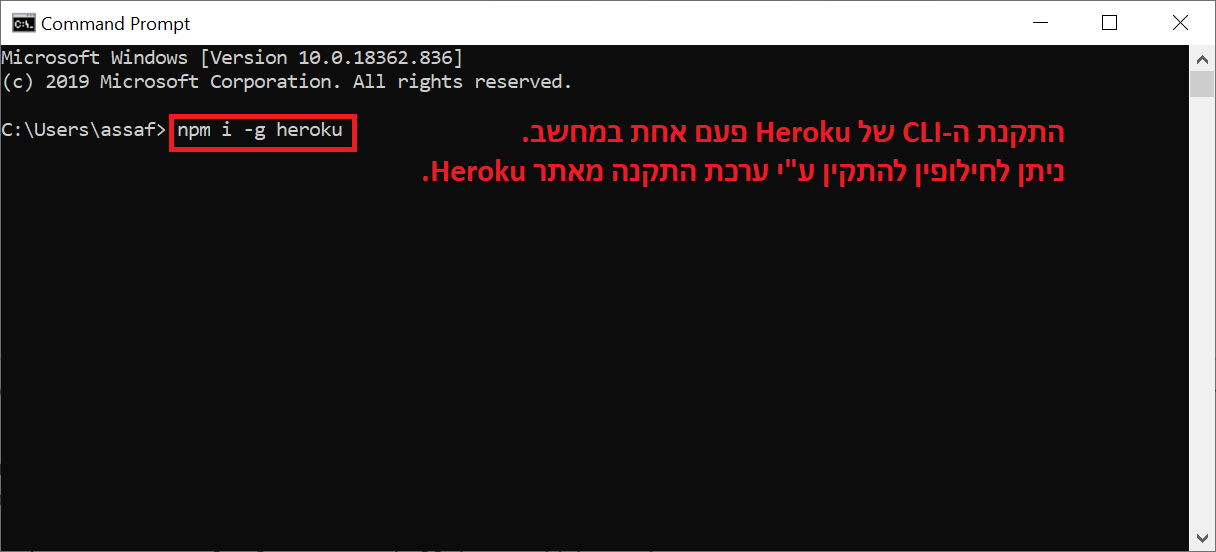 Command Prompt
Microsoft Windows [Version 10.0.18362.836]
(c) 2019 Microsoft Corporation. All rights reserved.
C:\Users\assaf> npm i -g heroku
התקנת ה-CLI של Heroku פעם אחת במחשב.
ניתן לחילופין להתקין ע"י ערכת התקנה מאתר Heroku.